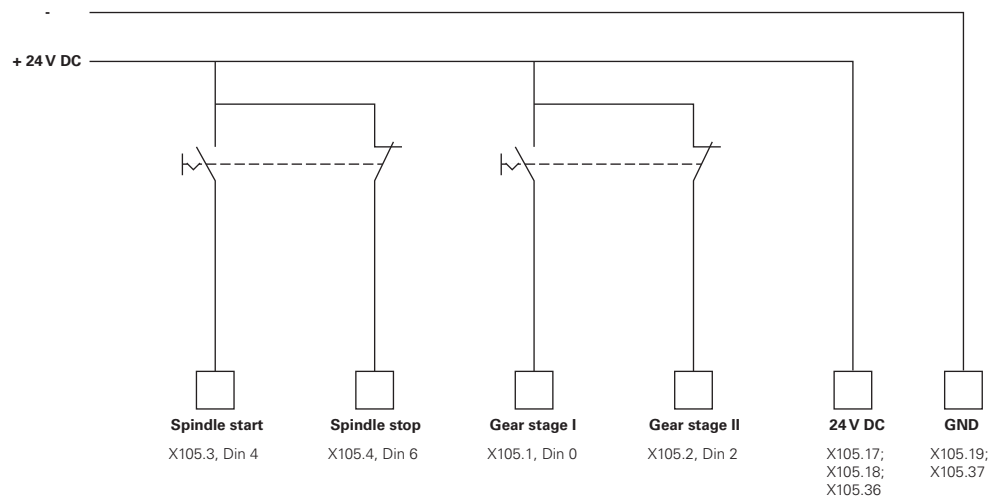 -
+ 24 V DC
Spindle start
Spindle stop
Gear stage I
Gear stage II
24 V DC
GND
X105.3, Din 4
X105.4, Din 6
X105.1, Din 0
X105.2, Din 2
X105.17;
X105.18;
X105.36
X105.19;
X105.37